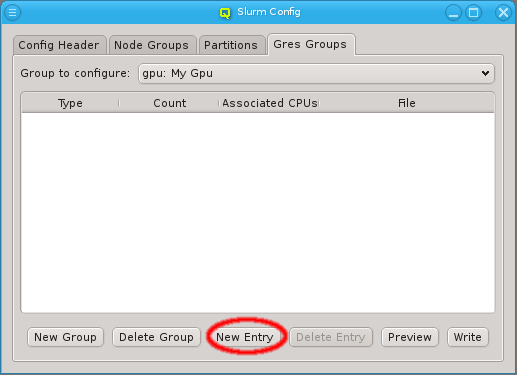 Slurm Config
Config Header Node Groups Partitions Gres Groups
Group to configure: gpu: My Gpu
Type Count Associated CPUs File
New Group Delete Group New Entry Delete Entry Preview Write